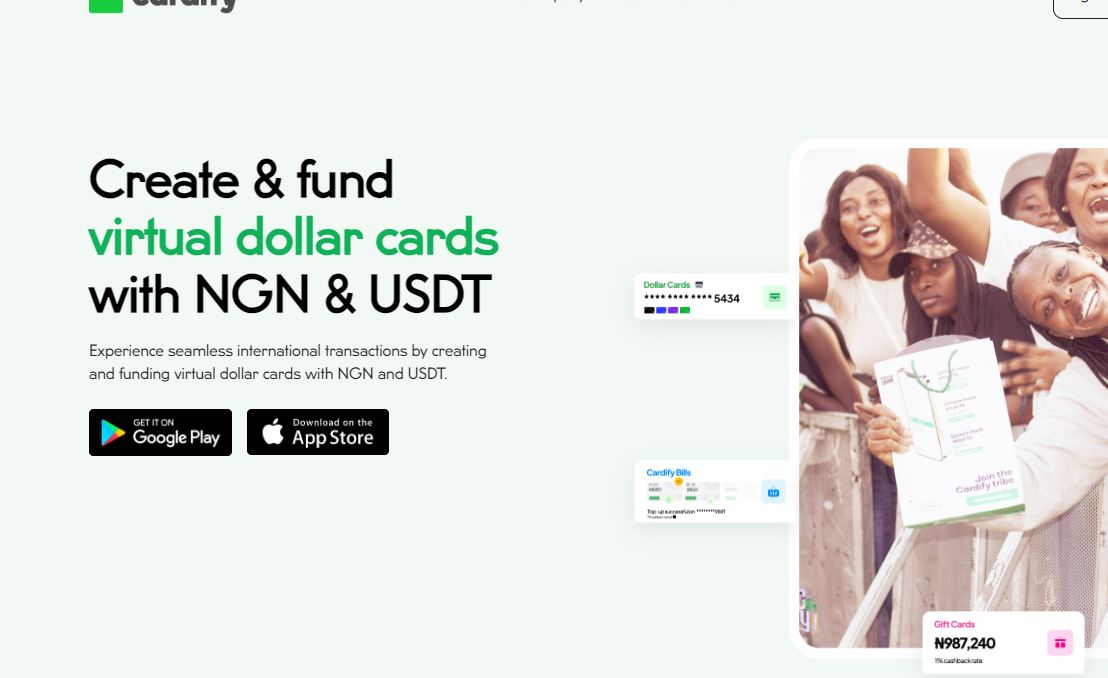 Create & fund
virtual dollar cards
with NGN & USDT
Experience seamless international transactions by creating
and funding virtual dollar cards with NGN and USDT.
GET IT ON
Google Play
Download on the
App Store
Dollar Cards
**** **** **** 5434
Cardify Bills
Top-up successful on ********9891
Join the
Cardify tribe
Gift Cards
₦987,240
1% cashback rate